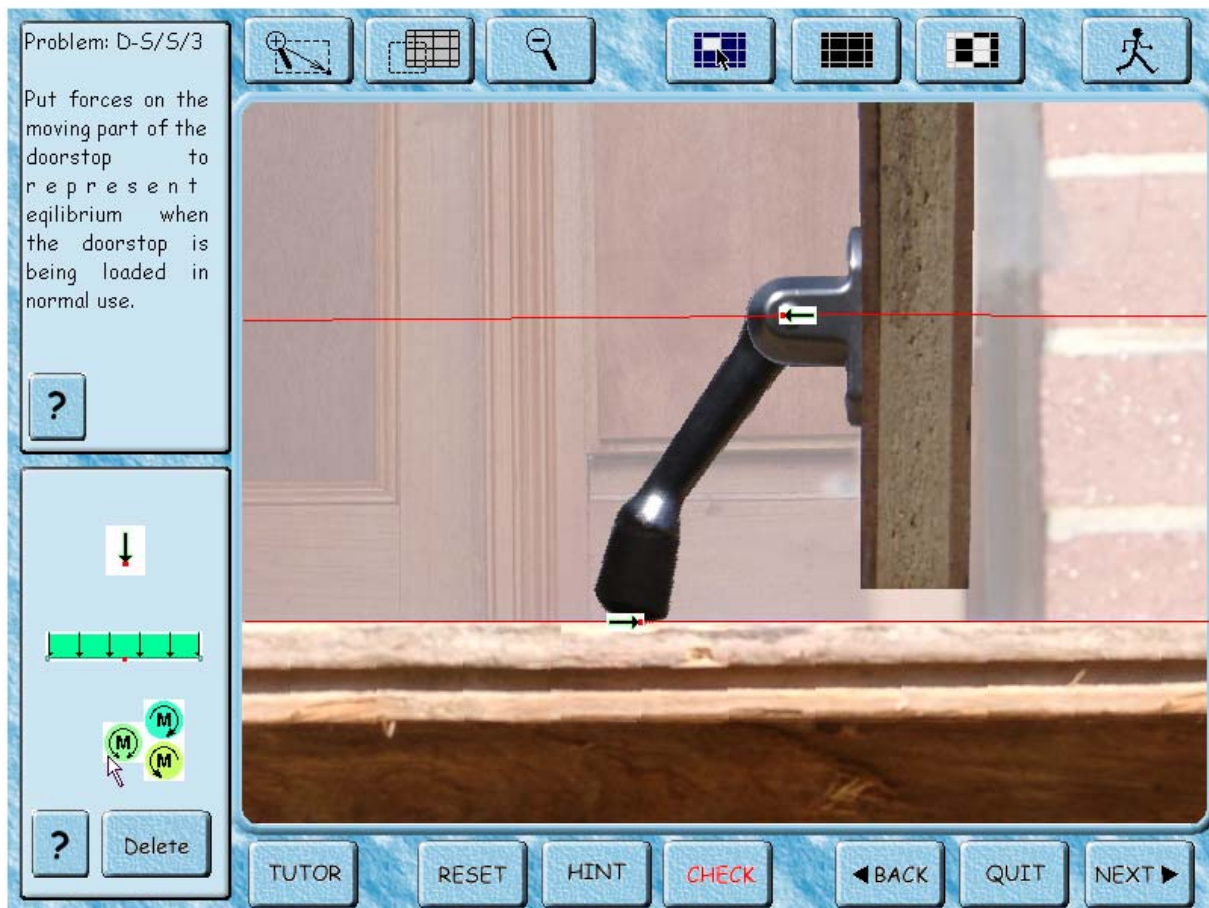 Problem: D-S/S/3
Put forces on the
moving part of the
doorstop to
represent
eqilibrium when
the doorstop is
being loaded in
normal use.
?
M
M
M
?
Delete
TUTOR
RESET
HINT
CHECK
◀BACK
QUIT
NEXT▶